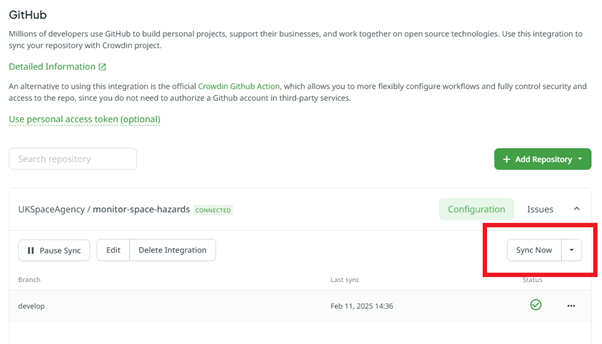 GitHub
Millions of developers use GitHub to build personal projects, support their businesses, and work together on open source technologies. Use this integration to
sync your repository with Crowdin project.
Detailed Information
An alternative to using this integration is the official Crowdin Github Action, which allows you to more flexibly configure workflows and fully control security and
access to the repo, since you do not need to authorize a Github account in third-party services.
Use personal access token (optional)
Search repository
+ Add Repository
UKSpaceAgency / monitor-space-hazards CONNECTED Configuration Issues
Pause Sync Edit Delete Integration Sync Now
Branch Last sync Status
develop Feb 11, 2025 14:36